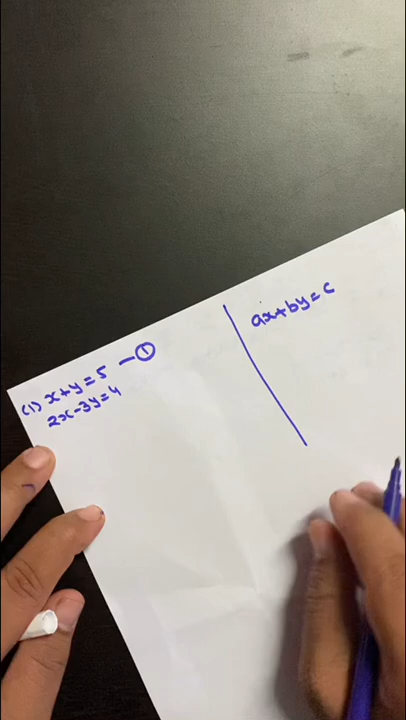 (1) x+y=5 —①
2x-3y=4
ax+by=c